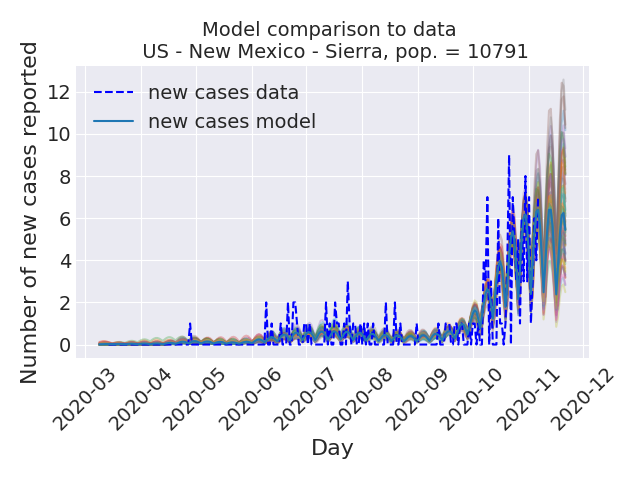 Model comparison to data
US - New Mexico - Sierra, pop. = 10791
Number of new cases reported
12
10
8
6
4
2
0
new cases data
new cases model
2020-03
2020-04
2020-05
2020-06
2020-07
2020-08
2020-09
2020-10
2020-11
2020-12
Day